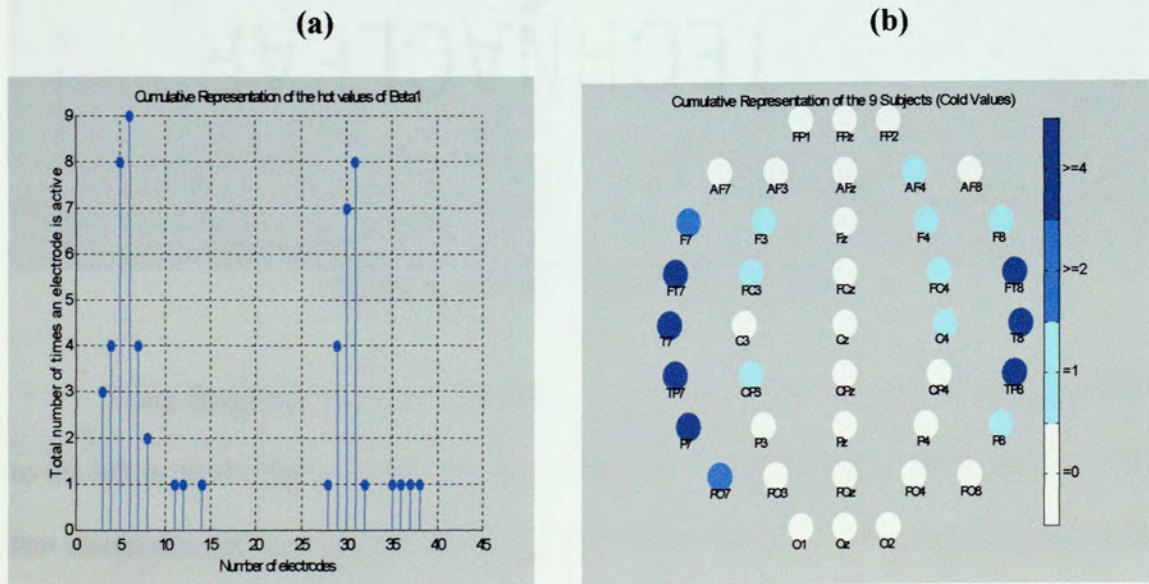 (a)
(b)
Cumulative Representation of the hot values of Beta1
Total number of times an electrode is active
9
8
7
6
5
4
3
2
1
0
0 5 10 15 20 25 30 35 40 45
Number of electrodes
Cumulative Representation of the 9 Subjects (Cold Values)
FP1 FPz FP2
AF7 AF3 AFz AF4 AF8
F7 F3 Fz F4 F8
FT7 FC3 FCz FC4 FT8
T7 C3 Cz C4 T8
TP7 CP3 CPz CP4 TP8
P7 P3 Pz P4 P8
PO7 PO3 POz PO4 PO8
O1 Oz O2
>=4
>=2
=1
=0